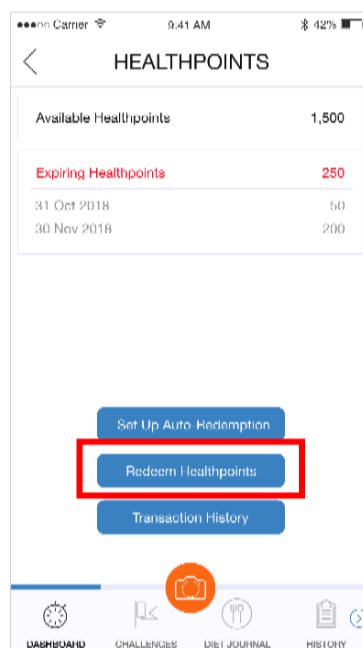 Carrier 9:41 AM 42%
HEALTHPOINTS
Available Healthpoints 1,500
Expiring Healthpoints 250
31 Oct 2018 50
30 Nov 2018 200
Set Up Auto-Redemption
Redeem Healthpoints
Transaction History
DASHBOARD CHALLENGES DIET JOURNAL HISTORY